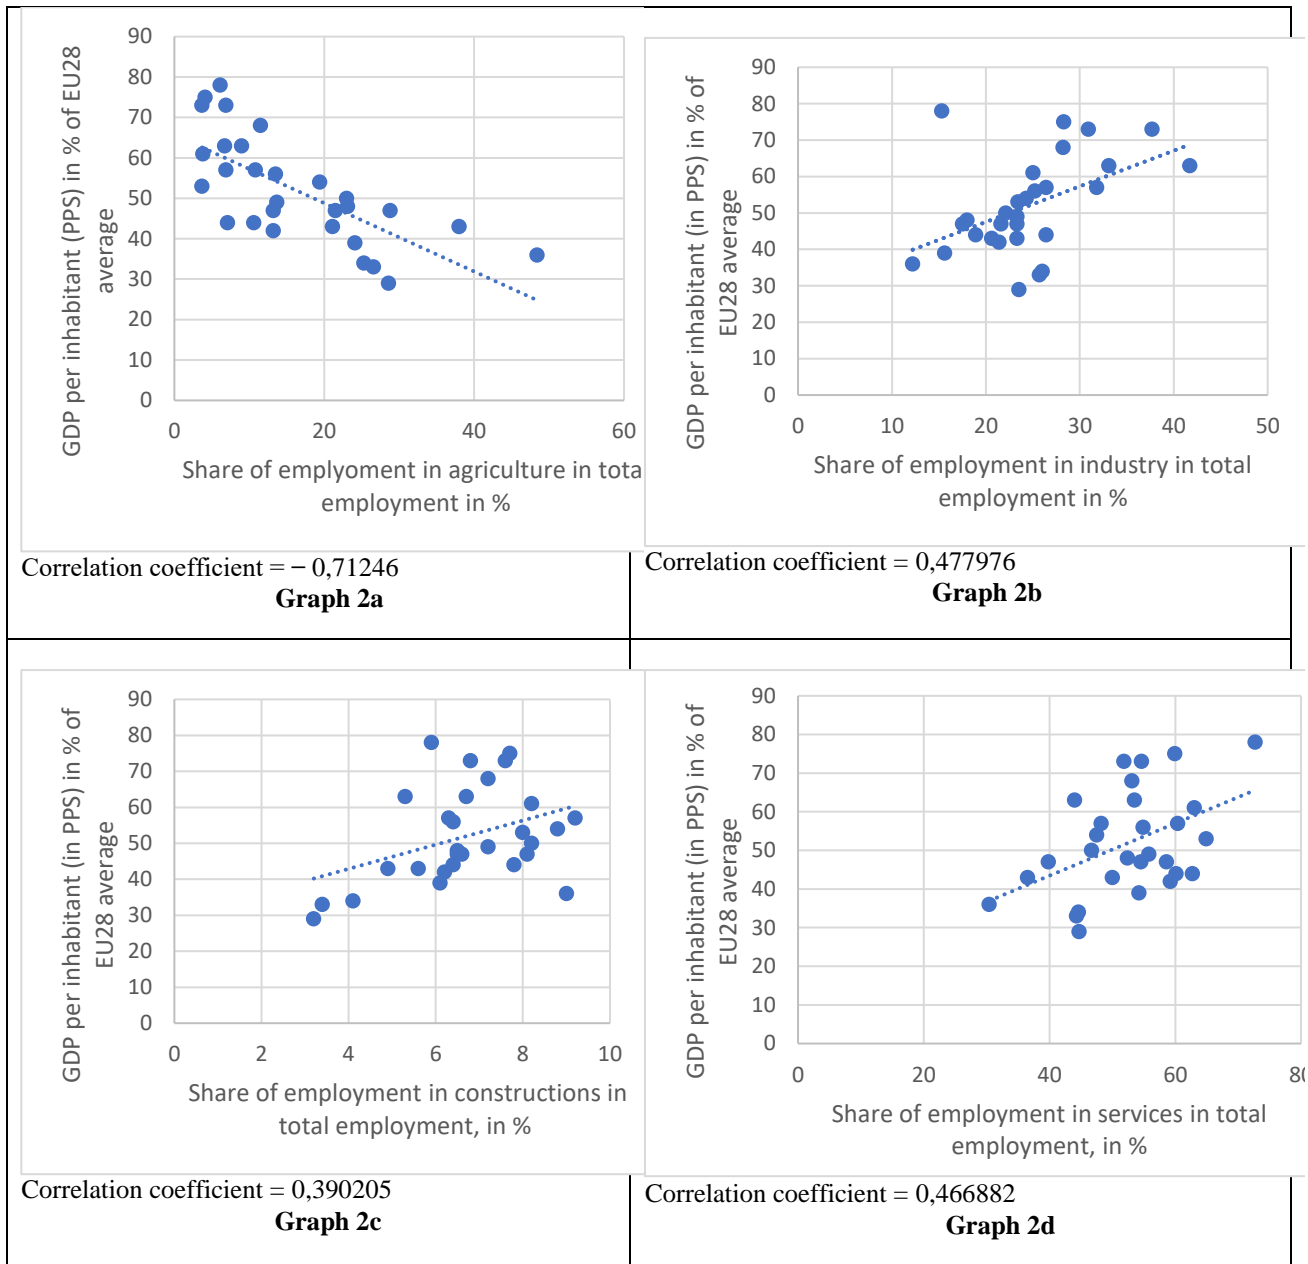 GDP per inhabitant (PPS) in % of EU28
average
90
80
70
60
50
40
30
20
10
0
0
20
40
60
Share of emplyoment in agriculture in total
employment in %
Correlation coefficient = – 0,71246
Graph 2a
GDP per inhabitant (in PPS) in % of
EU28 average
90
80
70
60
50
40
30
20
10
0
0
10
20
30
40
50
Share of employment in industry in total
employment in %
Correlation coefficient = 0,477976
Graph 2b
GDP per inhabitant (in PPS) in % of
EU28 average
90
80
70
60
50
40
30
20
10
0
0
2
4
6
8
10
Share of employment in constructions in
total employment, in %
Correlation coefficient = 0,390205
Graph 2c
GDP per inhabitant (in PPS) in % of
EU28 average
90
80
70
60
50
40
30
20
10
0
0
20
40
60
80
Share of employment in services in total
employment, in %
Correlation coefficient = 0,466882
Graph 2d